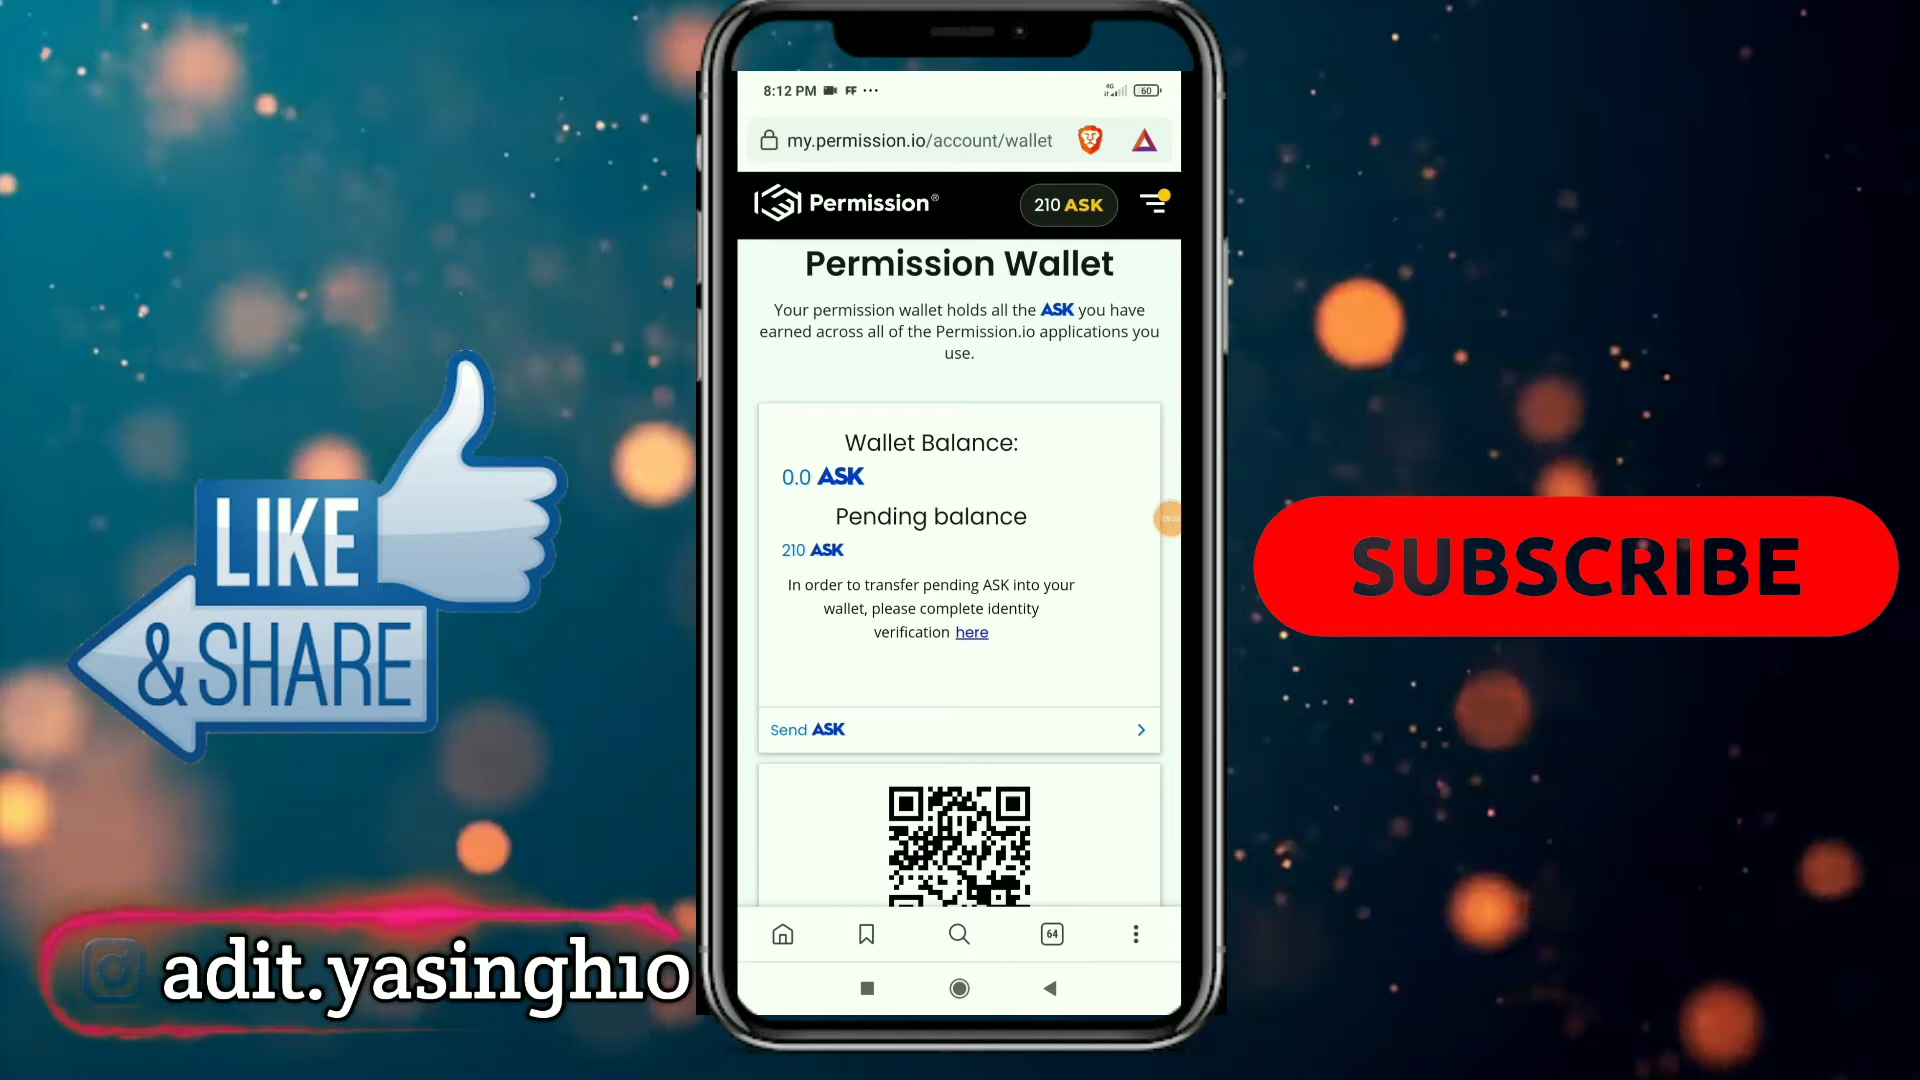 8:12 PM FF ...
4G
60
my.permission.io/account/wallet
Permission®
210 ASK
Permission Wallet
Your permission wallet holds all the ASK you have
earned across all of the Permission.io applications you
use.
Wallet Balance:
0.0 ASK
Pending balance
210 ASK
In order to transfer pending ASK into your
wallet, please complete identity
verification here
Send ASK
64
LIKE
& SHARE
SUBSCRIBE
adit.yasingh10